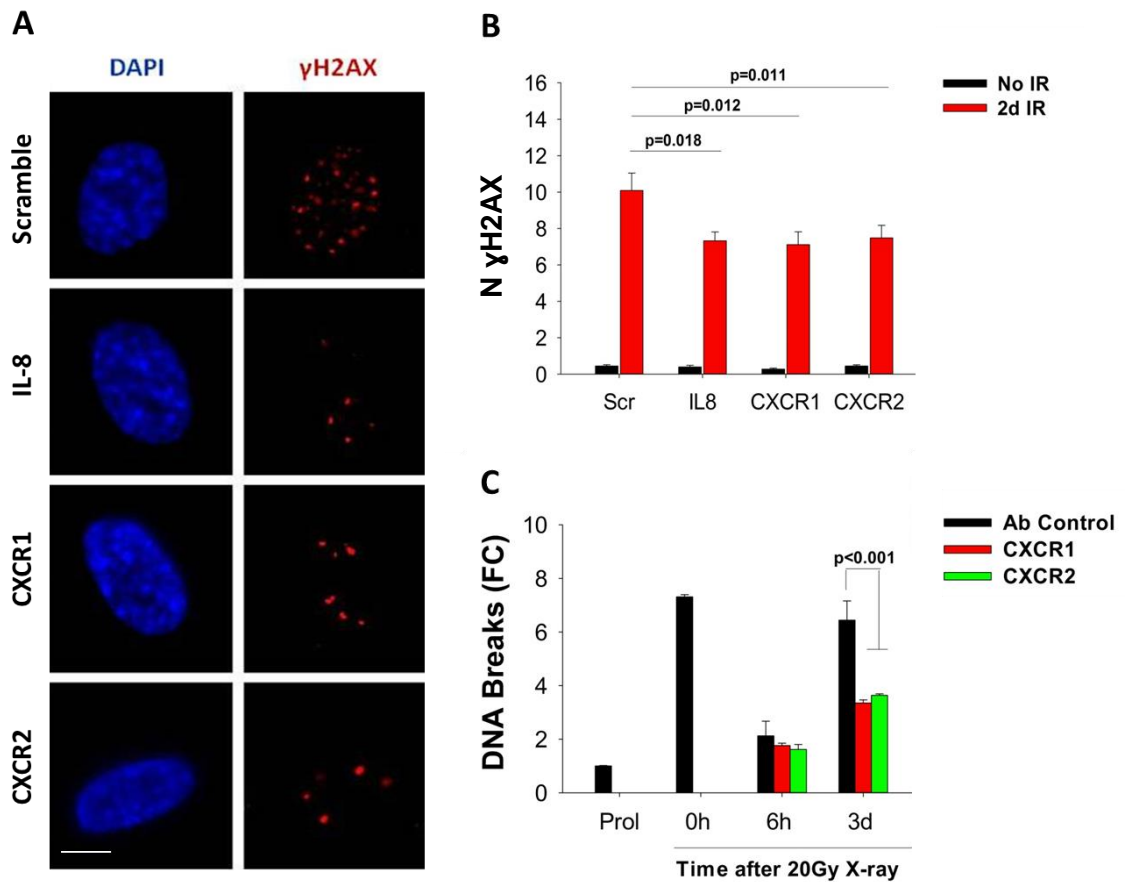 A
DAPI
γH2AX
Scramble
IL-8
CXCR1
CXCR2
B
N ɣH2AX
16
14
12
10
8
6
4
2
0
p=0.011
p=0.012
p=0.018
No IR
2d IR
Scr
IL8
CXCR1
CXCR2
C
DNA Breaks (FC)
10
8
6
4
2
0
p<0.001
Ab Control
CXCR1
CXCR2
Prol
0h
6h
3d
Time after 20Gy X-ray